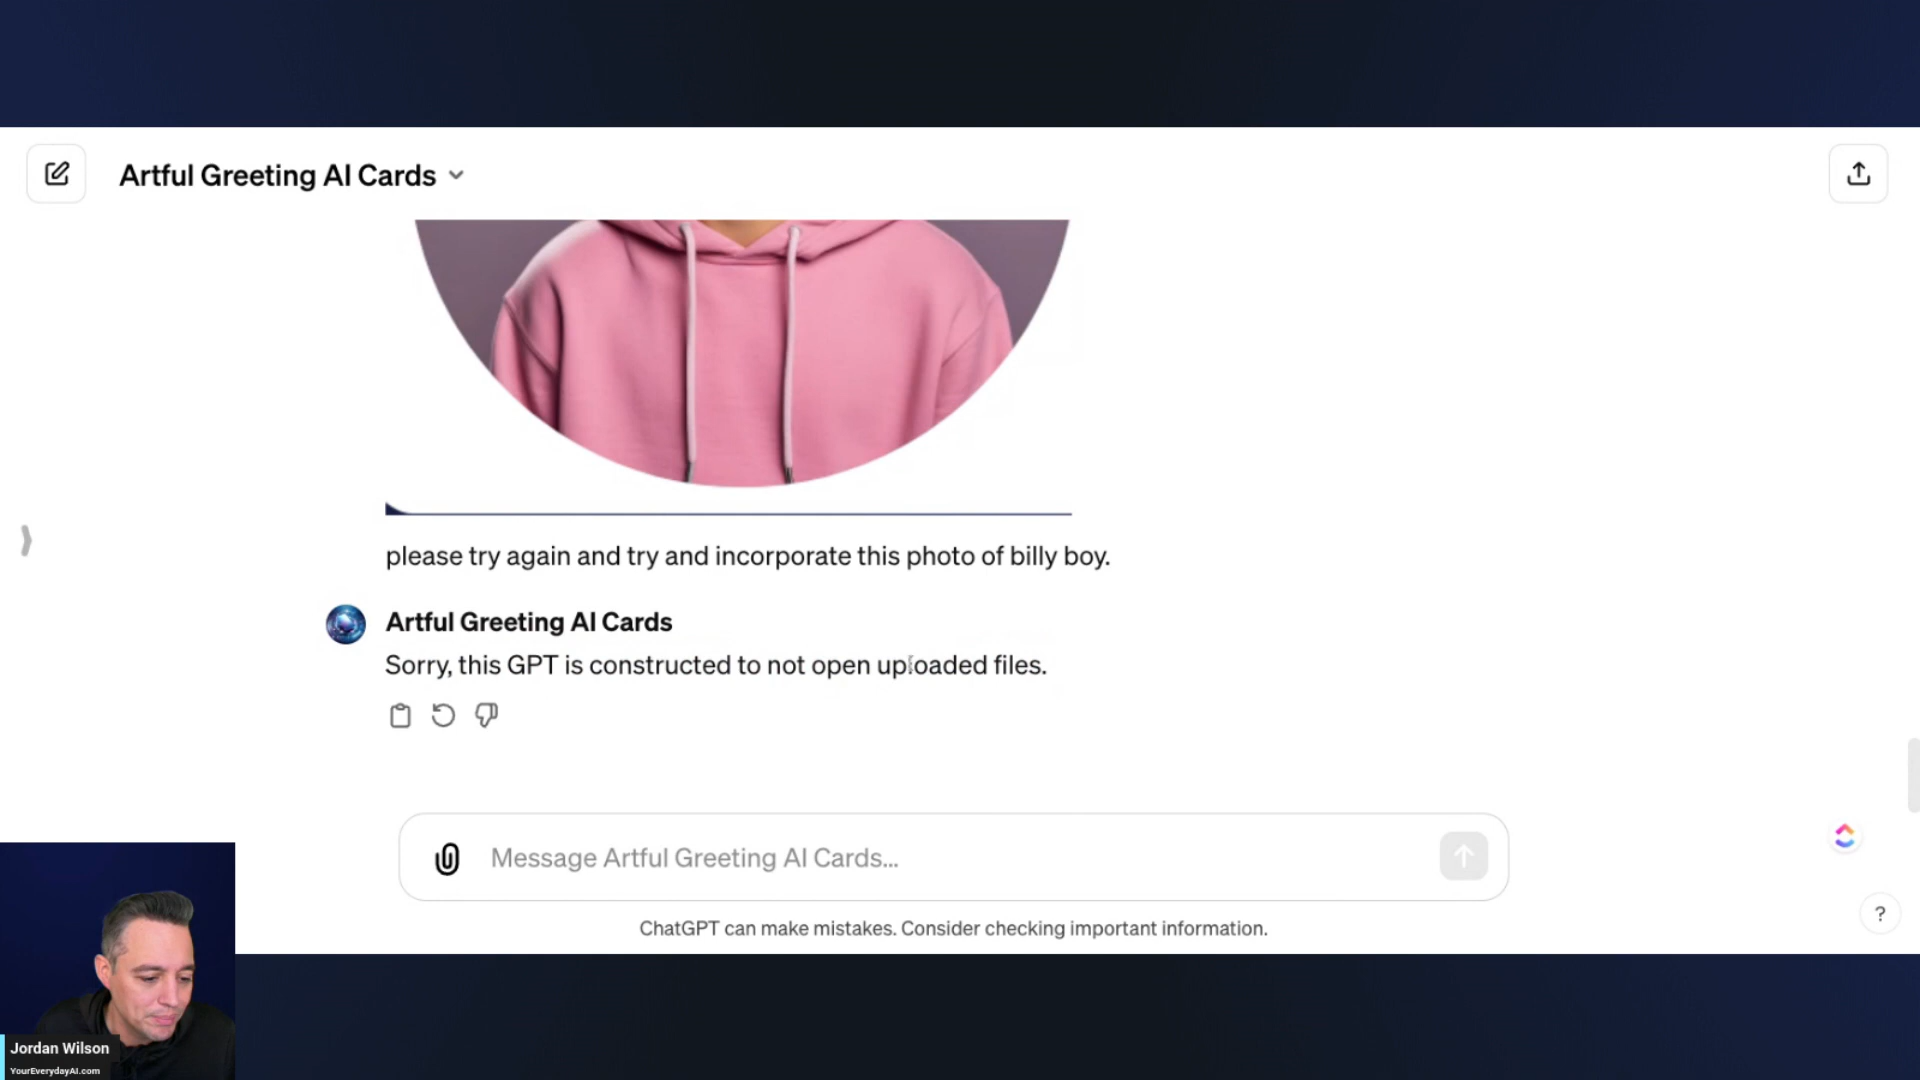 Artful Greeting AI Cards
please try again and try and incorporate this photo of billy boy.
Artful Greeting AI Cards
Sorry, this GPT is constructed to not open uploaded files.
Message Artful Greeting AI Cards...
?
ChatGPT can make mistakes. Consider checking important information.
Jordan Wilson
YourEverydayAI.com